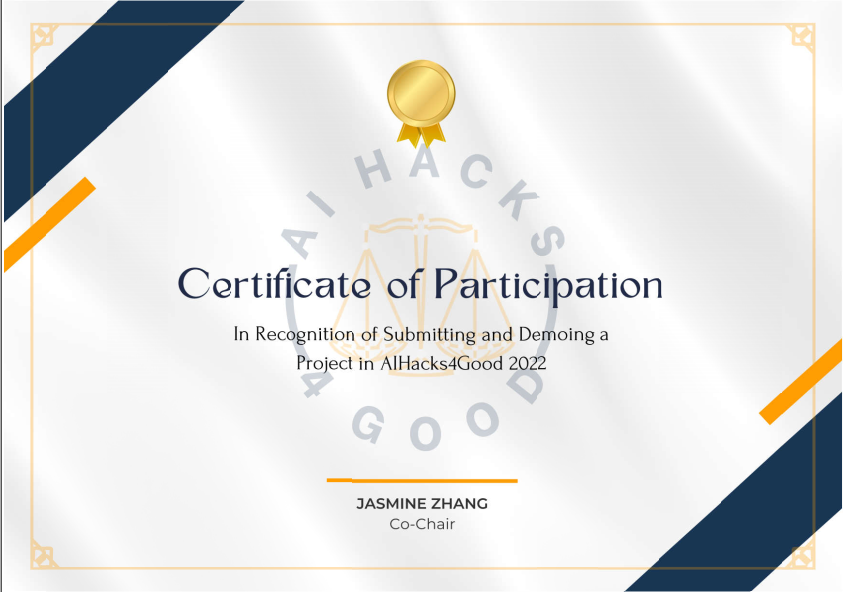 AI HACKS
Certificate of Participation
In Recognition of Submitting and Demoing a
Project in AIHacks4Good 2022
4 GOOD
JASMINE ZHANG
Co-Chair